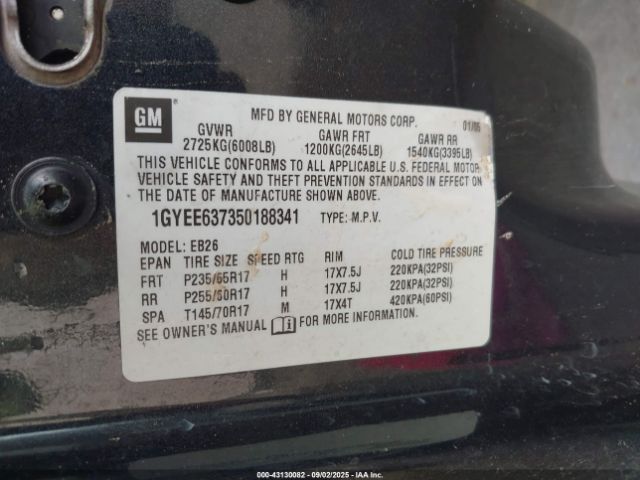 GM
MFD BY GENERAL MOTORS CORP. 01/05
GVWR GAWR FRT GAWR RR
2725KG(6008LB) 1200KG(2645LB) 1540KG(3395LB)
THIS VEHICLE CONFORMS TO ALL APPLICABLE U.S. FEDERAL MOTOR
VEHICLE SAFETY AND THEFT PREVENTION STANDARDS IN EFFECT ON
THE DATE OF MANUFACTURE SHOWN ABOVE.
1GYEE637350188341 TYPE: M.P.V.
MODEL: EB26
EPAN TIRE SIZE SPEED RTG RIM COLD TIRE PRESSURE
FRT P235/65R17 H 17X7.5J 220KPA(32PSI)
RR P255/60R17 H 17X7.5J 220KPA(32PSI)
SPA T145/70R17 M 17X4T 420KPA(60PSI)
SEE OWNER'S MANUAL FOR MORE INFORMATION.
000-43130082 - 09/02/2025 - IAAI.COM